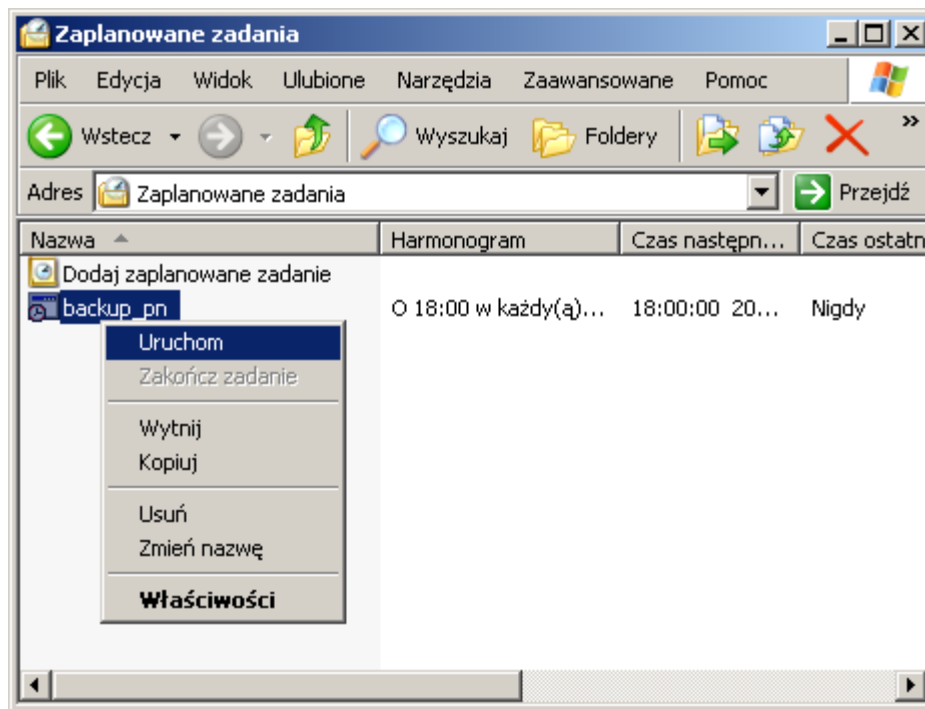 Zaplanowane zadania
Plik Edycja Widok Ulubione Narzędzia Zaawansowane Pomoc
Wstecz Wyszukaj Foldery »
Adres Zaplanowane zadania Przejdź
Nazwa Harmonogram Czas następn... Czas ostatn
Dodaj zaplanowane zadanie
backup_pn O 18:00 w każdy(ą)... 18:00:00 20... Nigdy
Uruchom
Zakończ zadanie
Wytnij
Kopiuj
Usuń
Zmień nazwę
Właściwości